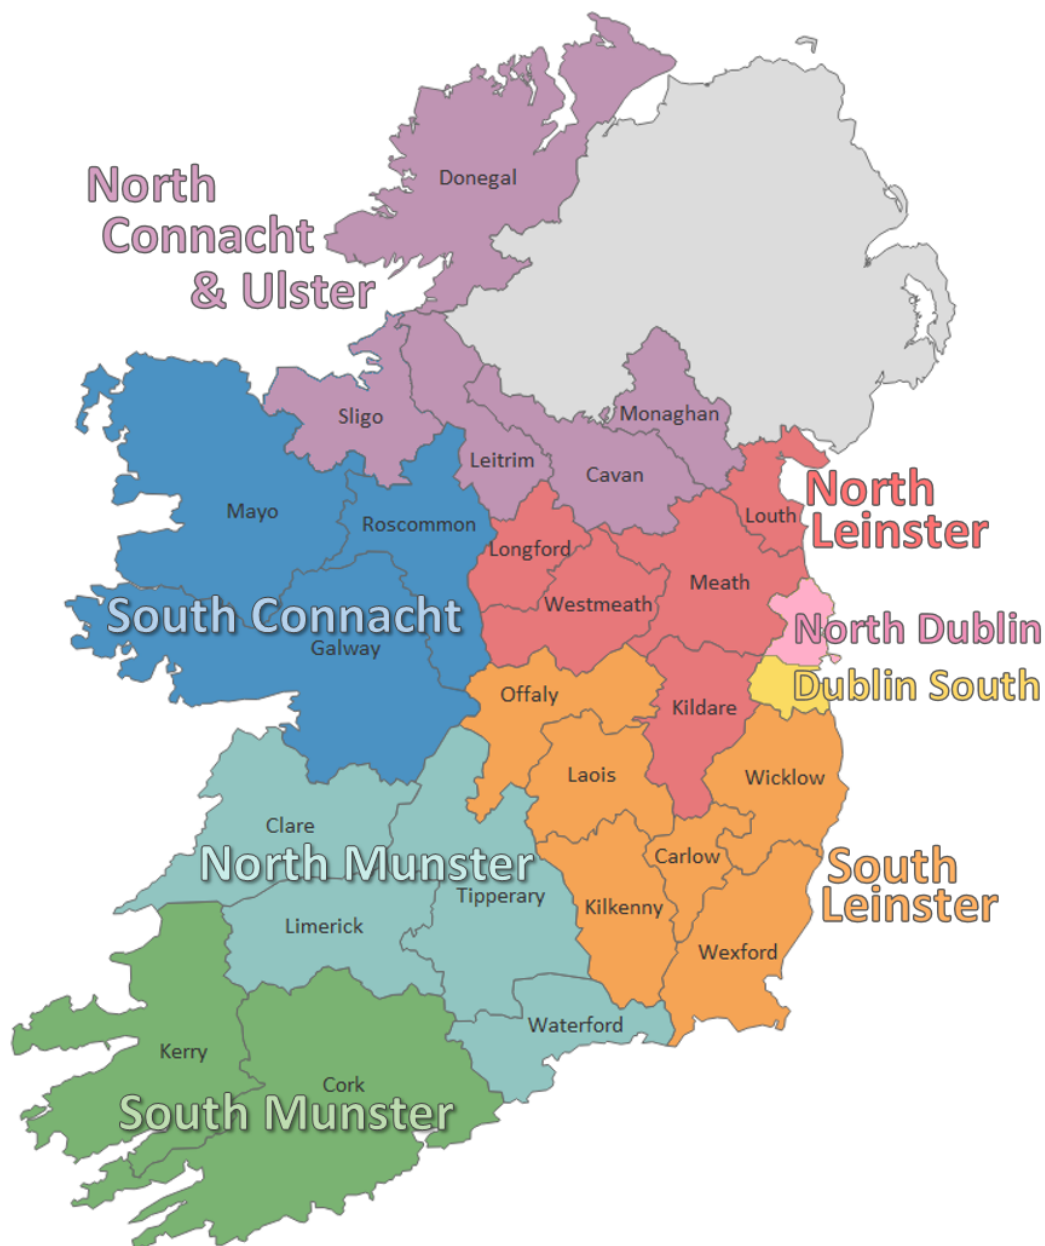 Donegal
North
Connacht
& Ulster
Sligo
Monaghan
Leitrim
Cavan
Mayo
Roscommon
Louth
North
Leinster
Longford
Meath
Westmeath
South Connacht
Galway
North Dublin
Dublin South
Offaly
Kildare
Laois
Wicklow
Clare
North Munster
Carlow
South
Leinster
Tipperary
Kilkenny
Limerick
Wexford
Waterford
Kerry
Cork
South Munster